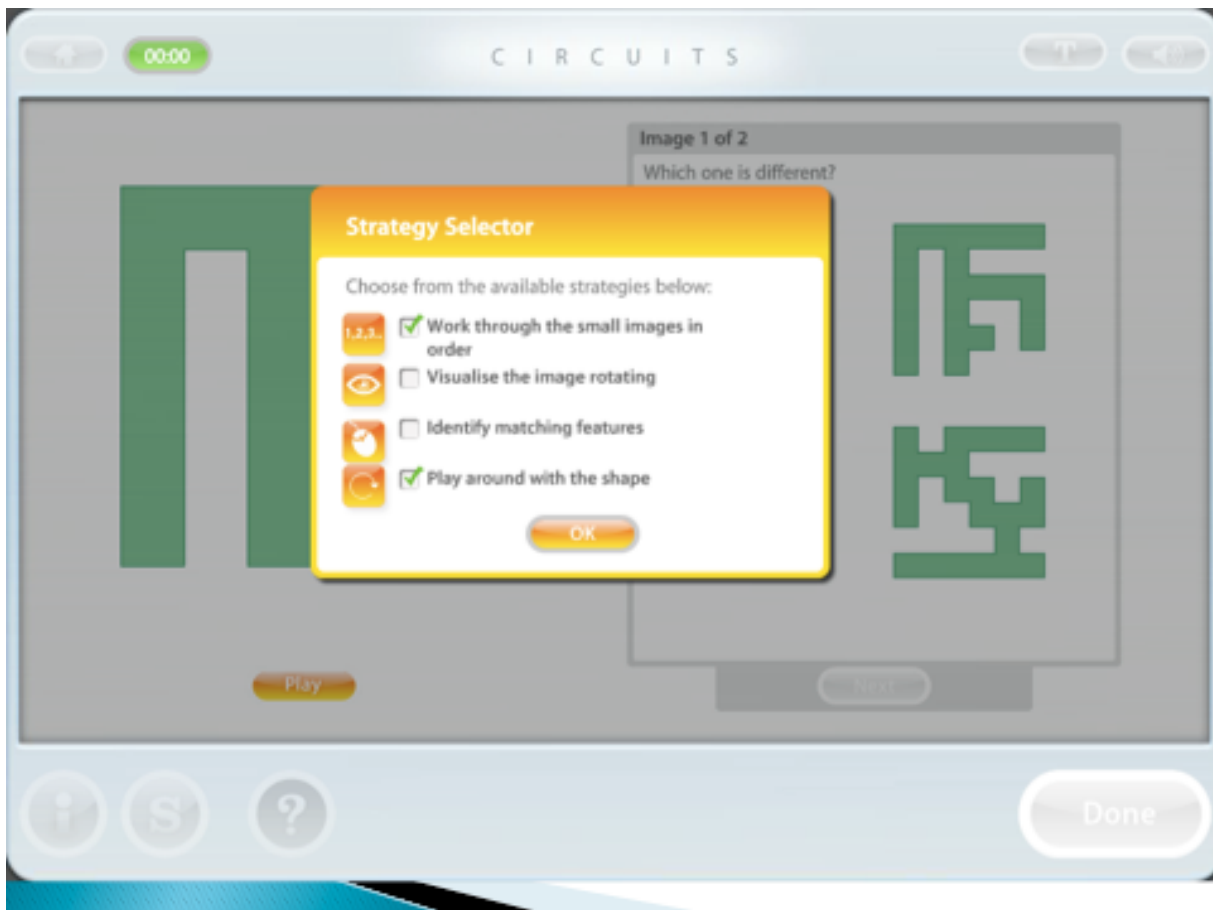 00:00
CIRCUITS
T
Image 1 of 2
Which one is different?
Strategy Selector
Choose from the available strategies below:
1,2,3..
Work through the small images in
order
Visualise the image rotating
Identify matching features
Play around with the shape
OK
Play
Next
i
S
?
Done